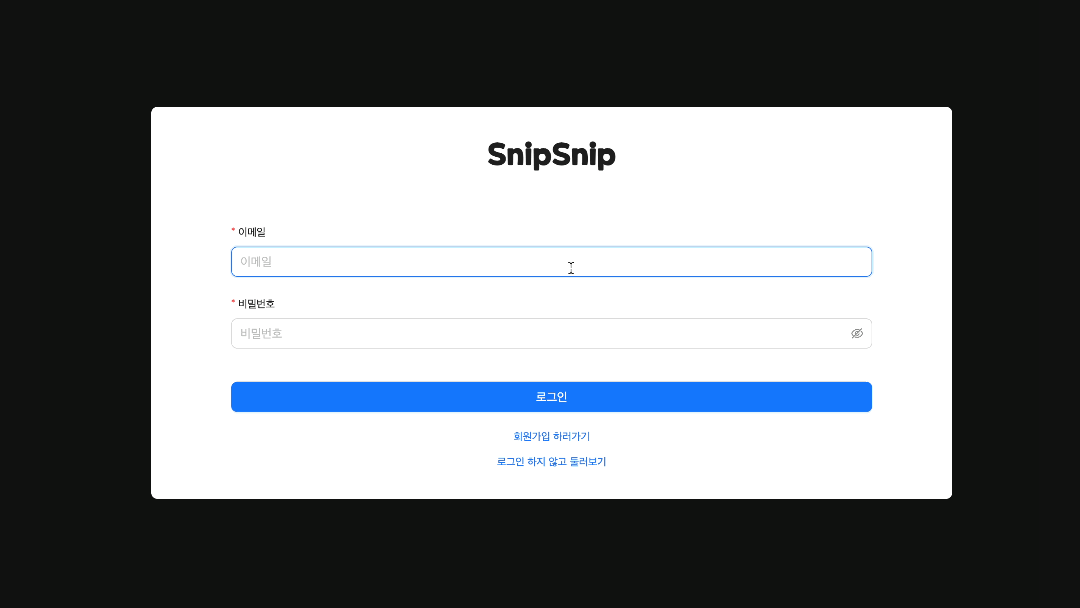 SnipSnip
* 이메일
이메일
* 비밀번호
비밀번호
로그인
회원가입 하러가기
로그인 하지 않고 둘러보기